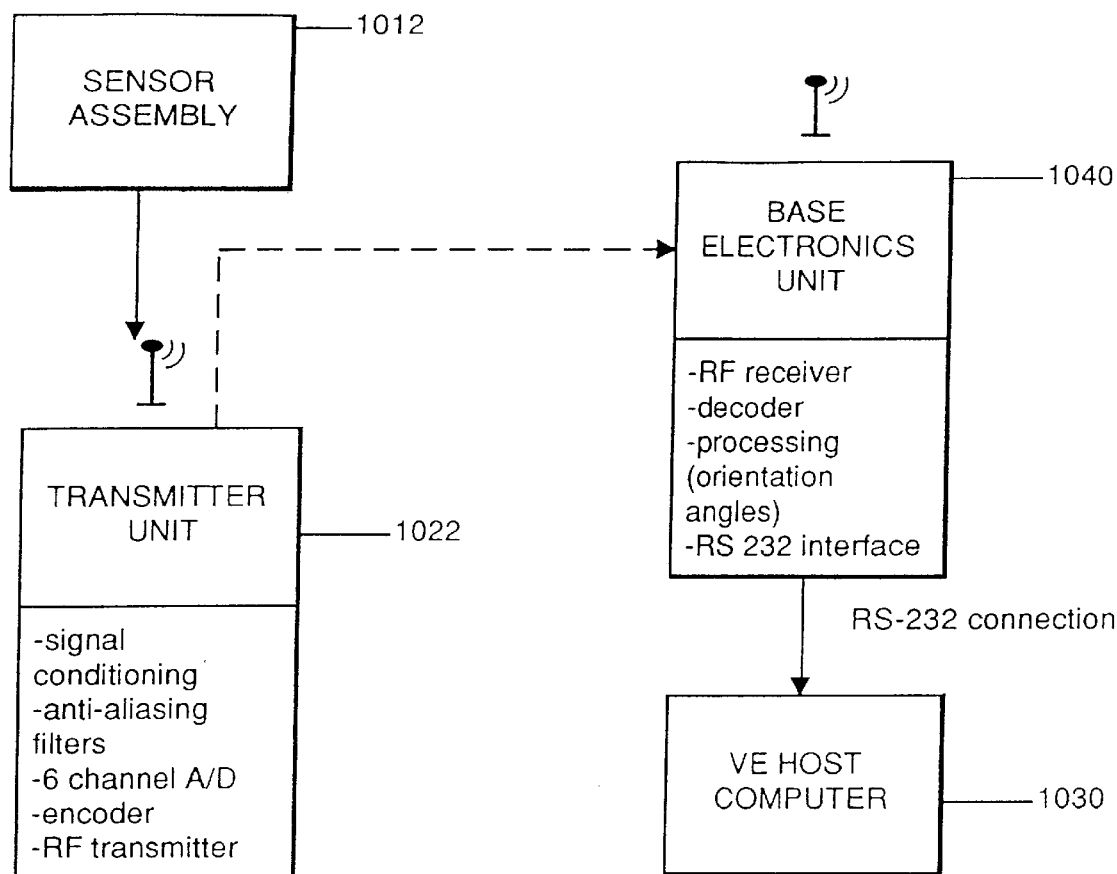 1012
SENSOR
ASSEMBLY
1040
BASE
ELECTRONICS
UNIT
-RF receiver
-decoder
-processing
(orientation
angles)
-RS 232 interface
TRANSMITTER
UNIT
1022
-signal
conditioning
-anti-aliasing
filters
-6 channel A/D
-encoder
-RF transmitter
RS-232 connection
VE HOST
COMPUTER
1030